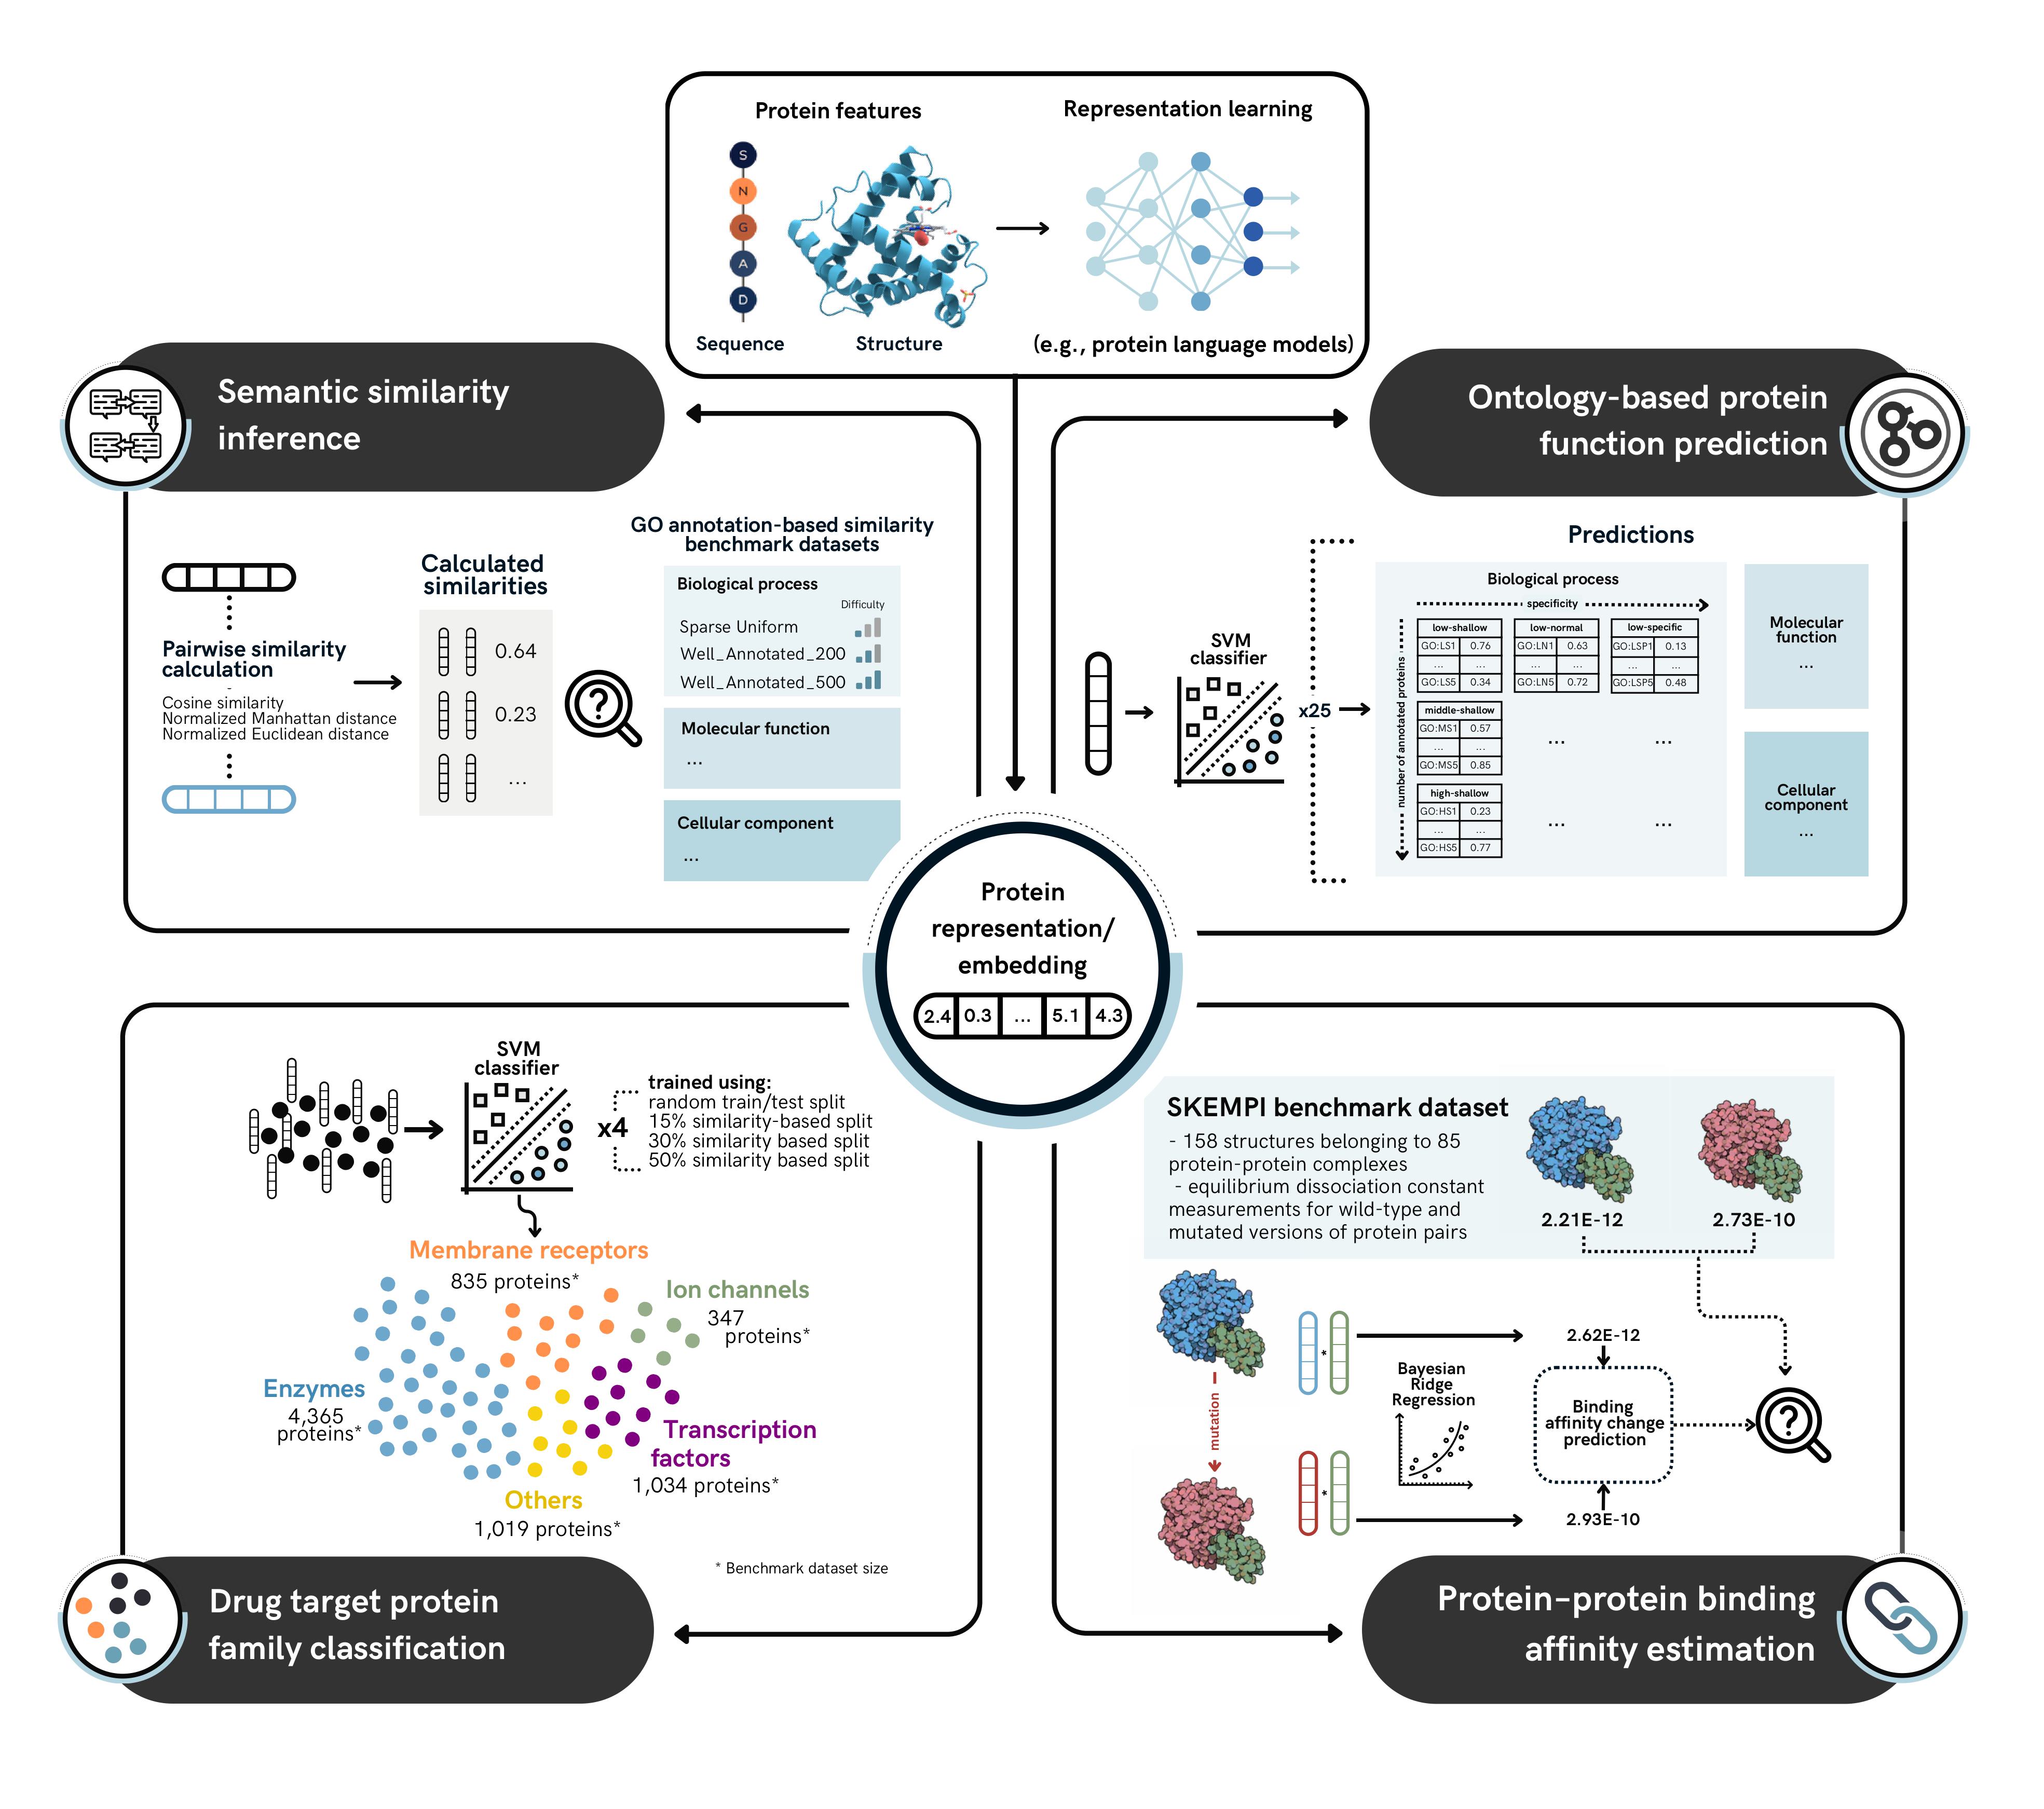 Protein features
Representation learning
S
N
G
A
D
Sequence
Structure
(e.g., protein language models)
Semantic similarity
inference
Pairwise similarity
calculation
Cosine similarity
Normalized Manhattan distance
Normalized Euclidean distance
Calculated
similarities
0.64
0.23
...
GO annotation-based similarity
benchmark datasets
Biological process
Difficulty
Sparse Uniform
Well_Annotated_200
Well_Annotated_500
Molecular function
...
Cellular component
...
Ontology-based protein
function prediction
SVM
classifier
x25
Predictions
Biological process
specificity
number of annotated proteins
low-shallow
GO:LS1 0.76
... ...
GO:LS5 0.34
low-normal
GO:LN1 0.63
... ...
GO:LN5 0.72
low-specific
GO:LSP1 0.13
... ...
GO:LSP5 0.48
middle-shallow
GO:MS1 0.57
... ...
GO:MS5 0.85
...
...
high-shallow
GO:HS1 0.23
... ...
GO:HS5 0.77
...
...
Molecular
function
...
Cellular
component
...
Protein
representation/
embedding
2.4 0.3 ... 5.1 4.3
SVM
classifier
x4
trained using:
random train/test split
15% similarity-based split
30% similarity based split
50% similarity based split
Membrane receptors
835 proteins*
Ion channels
347
proteins*
Enzymes
4,365
proteins*
Transcription
factors
1,034 proteins*
Others
1,019 proteins*
* Benchmark dataset size
Drug target protein
family classification
SKEMPI benchmark dataset
- 158 structures belonging to 85
protein-protein complexes
- equilibrium dissociation constant
measurements for wild-type and
mutated versions of protein pairs
2.21E-12
2.73E-10
mutation
*
*
Bayesian
Ridge
Regression
2.62E-12
Binding
affinity change
prediction
2.93E-10
?
Protein-protein binding
affinity estimation